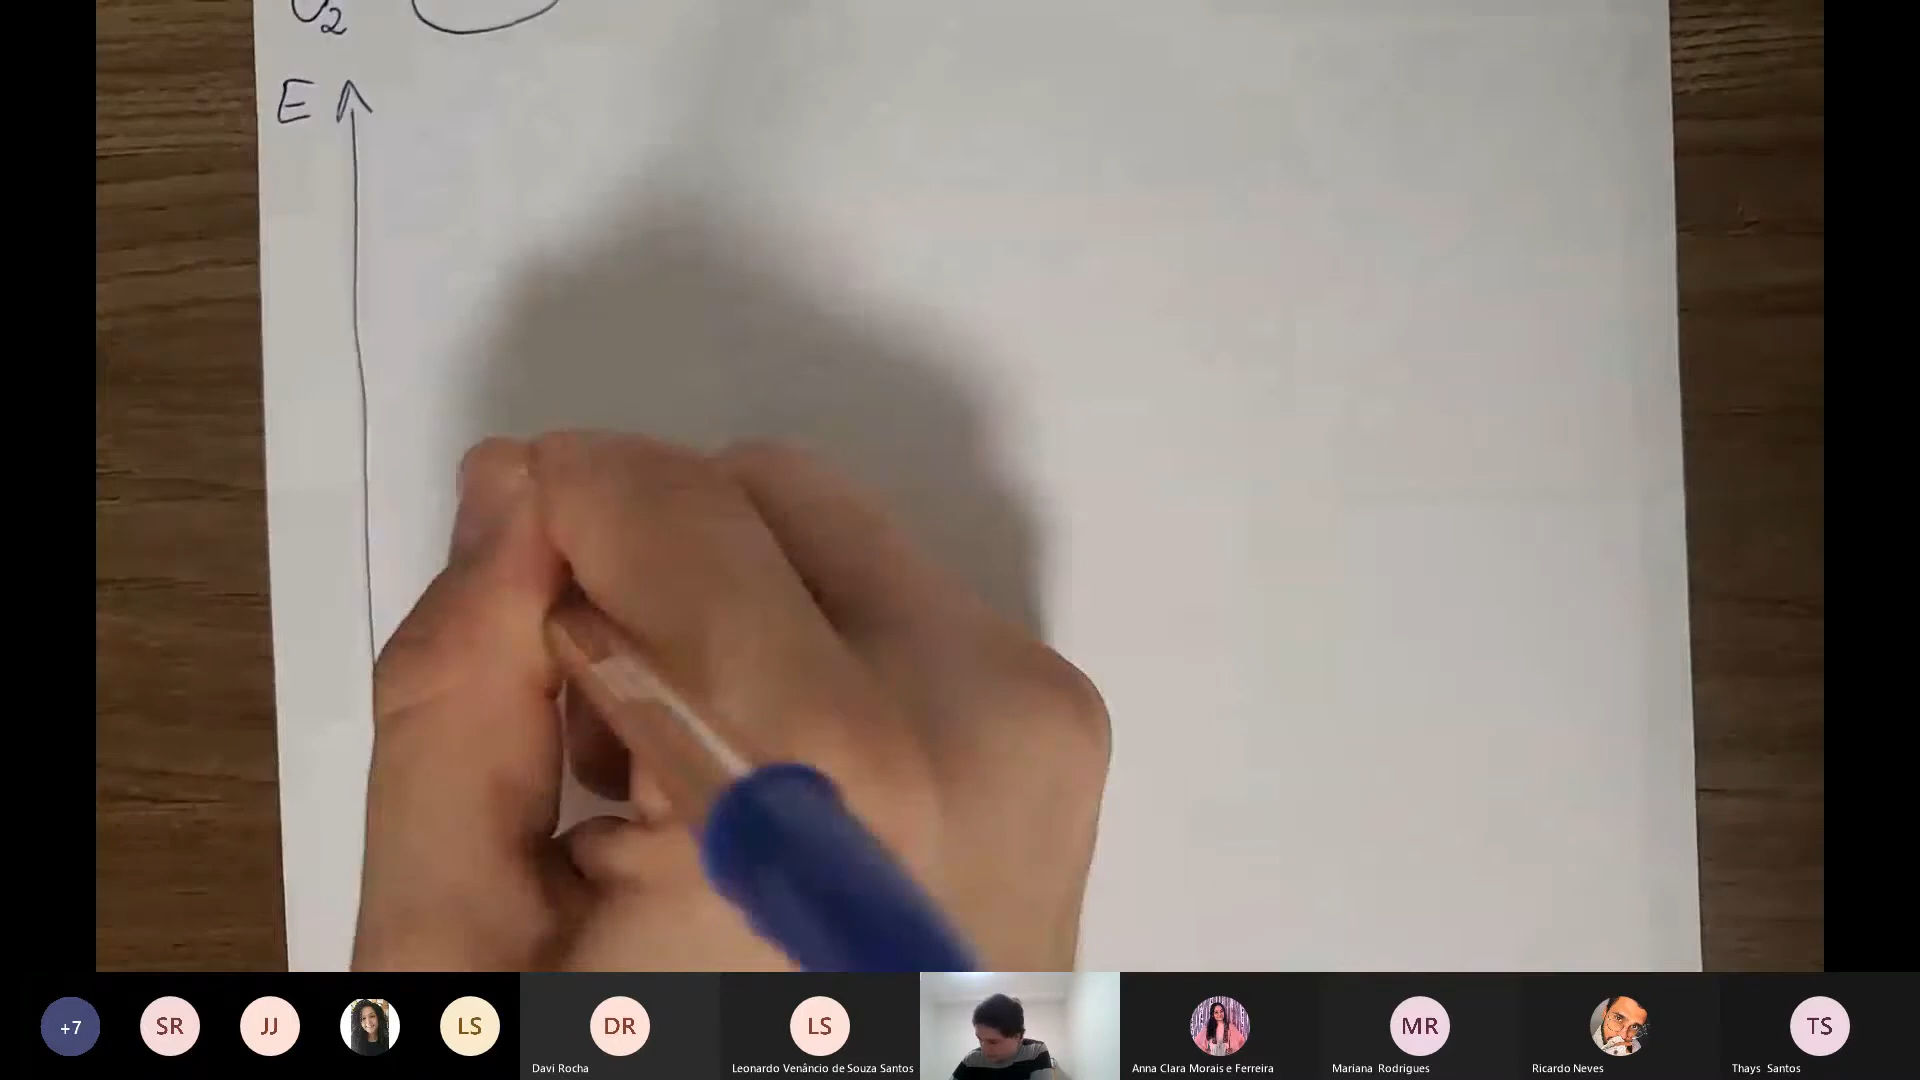 E
+7
SR
JJ
LS
DR
LS
MR
TS
Davi Rocha
Leonardo Venâncio de Souza Santos
Anna Clara Morais e Ferreira
Mariana Rodrigues
Ricardo Neves
Thays Santos